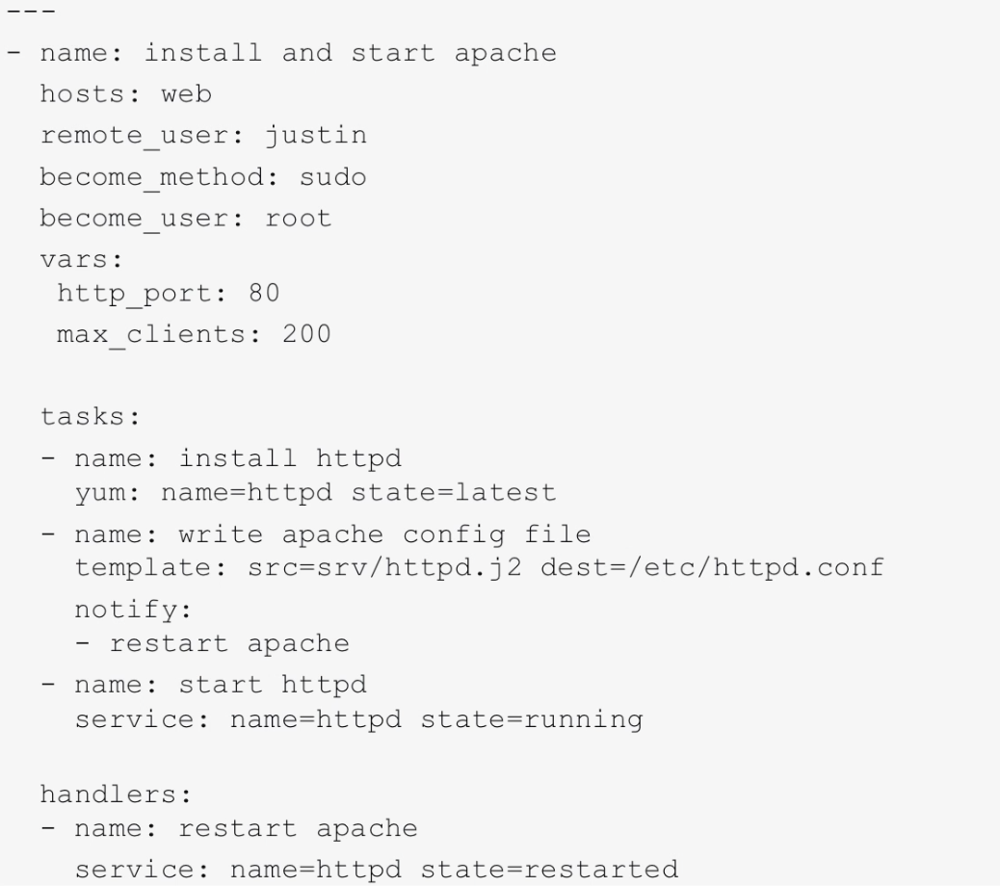 ---
- name: install and start apache
  hosts: web
  remote_user: justin
  become_method: sudo
  become_user: root
  vars:
   http_port: 80
   max_clients: 200

  tasks:
  - name: install httpd
    yum: name=httpd state=latest
  - name: write apache config file
    template: src=srv/httpd.j2 dest=/etc/httpd.conf
    notify:
    - restart apache
  - name: start httpd
    service: name=httpd state=running

  handlers:
  - name: restart apache
    service: name=httpd state=restarted